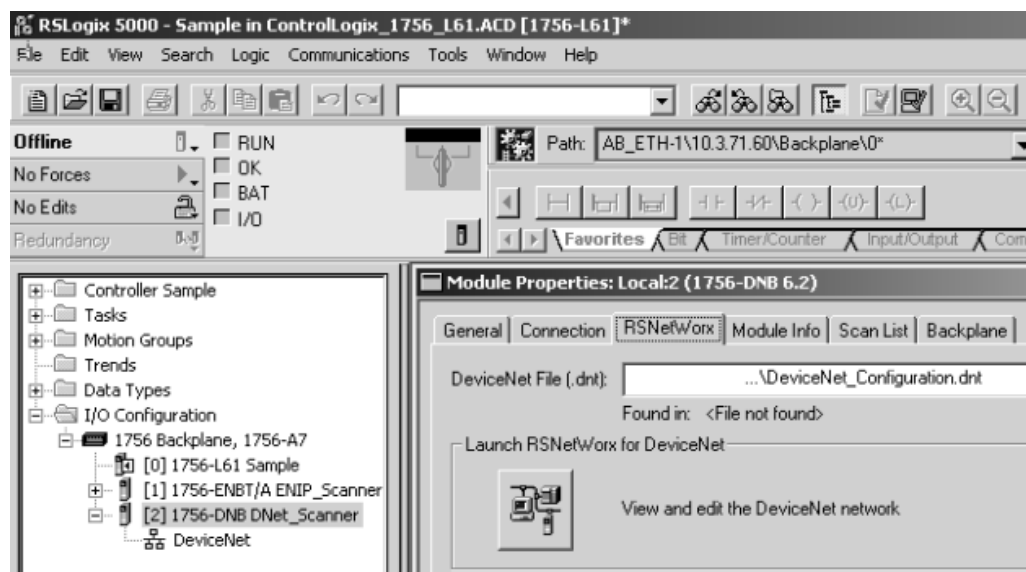 RSLogix 5000 - Sample in ControlLogix_1756_L61.ACD [1756-L61]*
File Edit View Search Logic Communications Tools Window Help
Offline
RUN
Path: AB_ETH-1\10.3.71.60\Backplane\0*
No Forces
OK
No Edits
BAT
I/O
Redundancy
Favorites Bit Timer/Counter Input/Output Com
Controller Sample
Tasks
Motion Groups
Trends
Data Types
I/O Configuration
1756 Backplane, 1756-A7
[0] 1756-L61 Sample
[1] 1756-ENBT/A ENIP_Scanner
[2] 1756-DNB DNet_Scanner
DeviceNet
Module Properties: Local:2 (1756-DNB 6.2)
General Connection RSNetWorx Module Info Scan List Backplane
DeviceNet File (.dnt): ...\DeviceNet_Configuration.dnt
Found in: <File not found>
Launch RSNetWorx for DeviceNet
View and edit the DeviceNet network